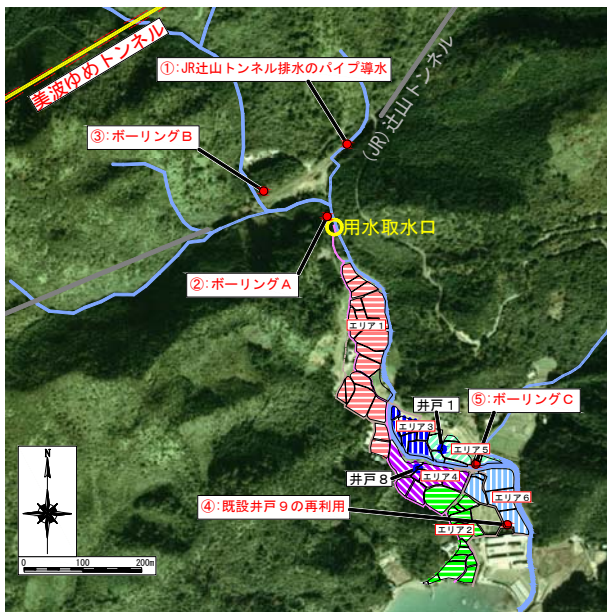 美波ゆめトンネル
①:JR辻山トンネル排水のパイプ導水
(JR)辻山トンネル
③:ボーリングB
用水取水口
②:ボーリングA
エリア1
井戸1
⑤:ボーリングC
エリア3
エリア5
井戸8
エリア4
エリア6
④:既設井戸9の再利用
エリア2
0 100 200m